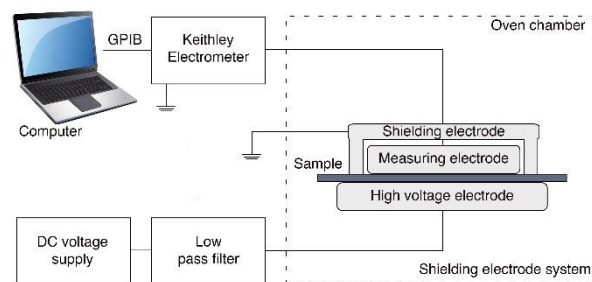 GPIB
Keithley
Electrometer
Oven chamber
Computer
Shielding electrode
Sample
Measuring electrode
High voltage electrode
DC voltage
supply
Low
pass filter
Shielding electrode system